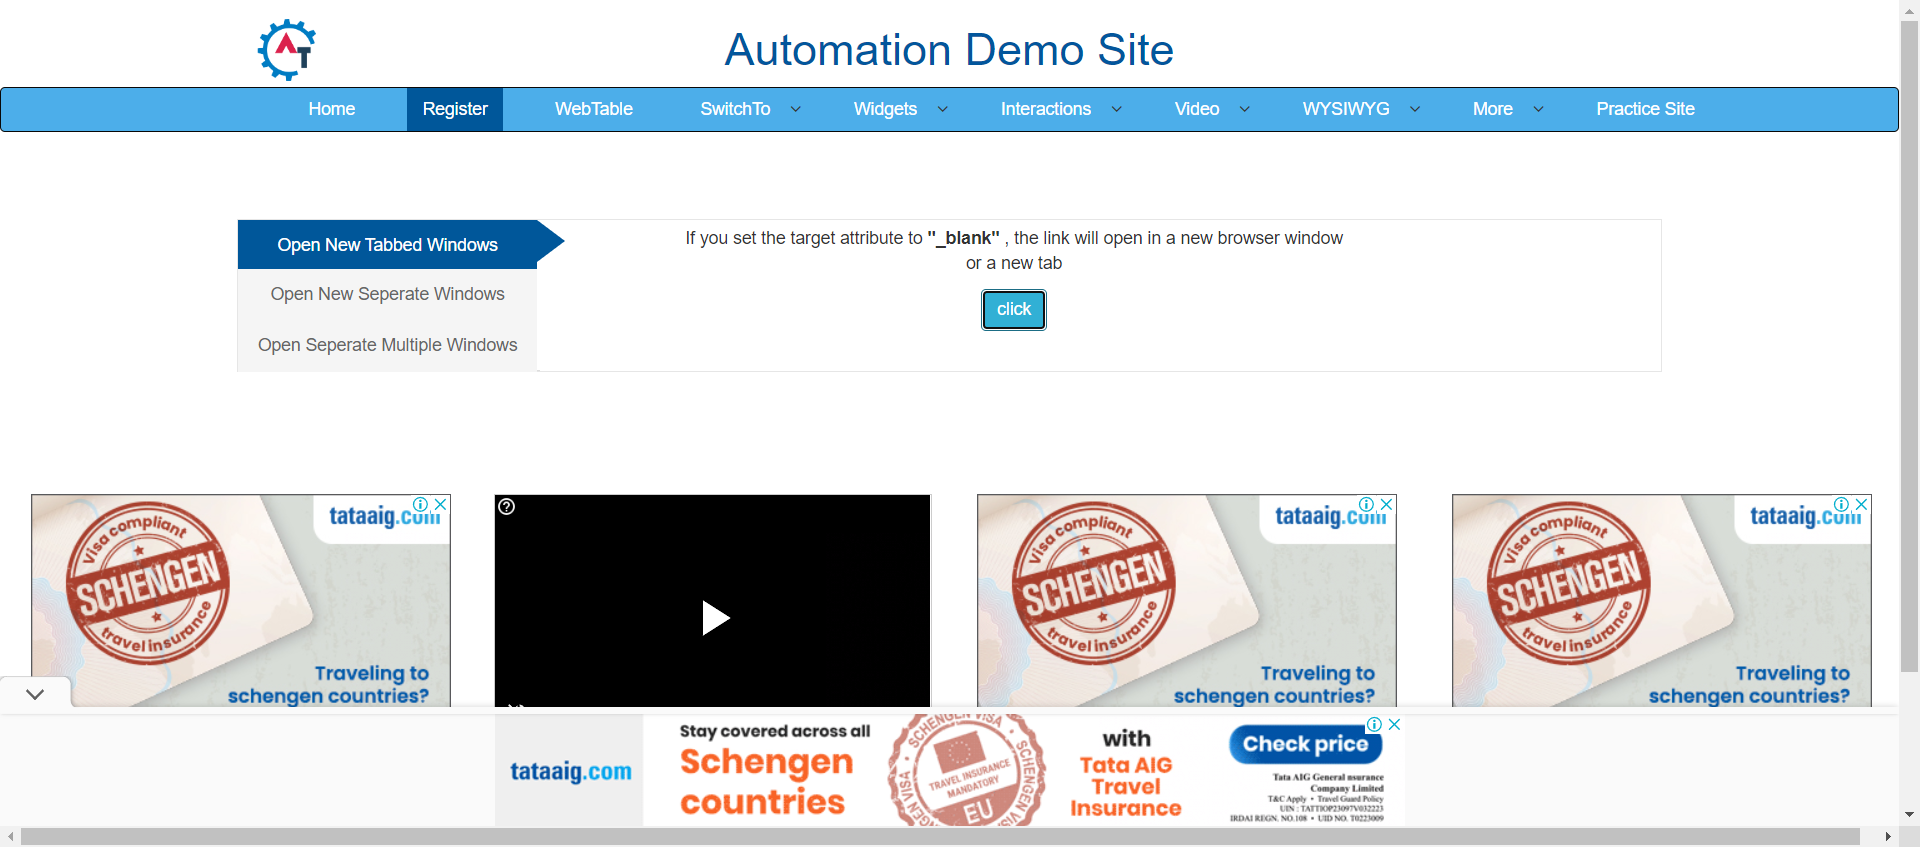 AT
Automation Demo Site
Home Register WebTable SwitchTo Widgets Interactions Video WYSIWYG More Practice Site
Open New Tabbed Windows
Open New Seperate Windows
Open Seperate Multiple Windows
If you set the target attribute to "_blank" , the link will open in a new browser window
or a new tab
click
tataaig.com
Visa compliant
SCHENGEN
travel insurance
Traveling to
schengen countries?
tataaig.com
Visa compliant
SCHENGEN
travel insurance
Traveling to
schengen countries?
tataaig.com
Visa compliant
SCHENGEN
travel insurance
Traveling to
schengen countries?
tataaig.com
Stay covered across all
Schengen
countries
SCHENGEN VISA
TRAVEL INSURANCE
MANDATORY
EU
SCHENGEN VISA
SCHENGEN
with
Tata AIG
Travel
Insurance
Check price
Tata AIG General nsurance
Company Limited
T&C Apply • Travel Guard Policy
UIN : TATTIOP23097V032223
IRDAI REGN. NO.108 • UID NO. T0223009